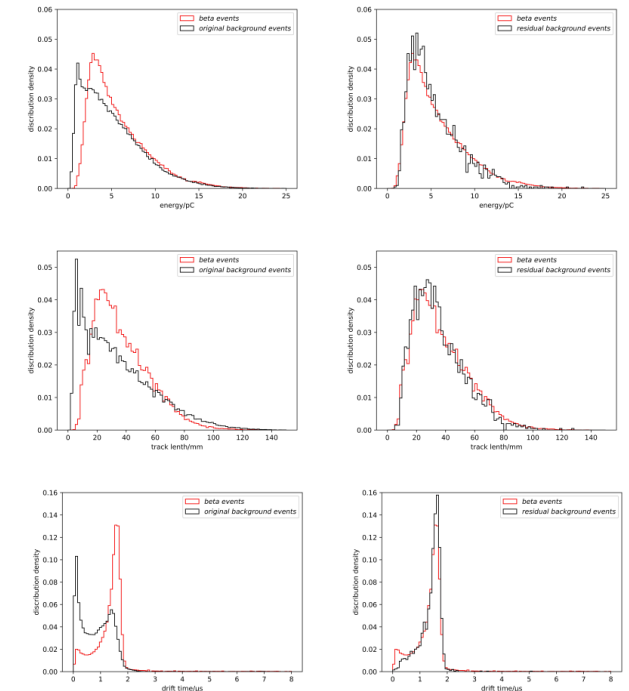 0.06
0.05
0.04
0.03
0.02
0.01
0.00
distribution density
beta events
original background events
0 5 10 15 20 25
energy/pC
0.06
0.05
0.04
0.03
0.02
0.01
0.00
distribution density
beta events
residual background events
0 5 10 15 20 25
energy/pC
0.05
0.04
0.03
0.02
0.01
0.00
discribution density
beta events
original background events
0 20 40 60 80 100 120 140
track lenth/mm
0.05
0.04
0.03
0.02
0.01
0.00
discribution density
beta events
residual background events
0 20 40 60 80 100 120 140
track lenth/mm
0.16
0.14
0.12
0.10
0.08
0.06
0.04
0.02
0.00
discribution density
beta events
original background events
0 1 2 3 4 5 6 7 8
drift time/us
0.16
0.14
0.12
0.10
0.08
0.06
0.04
0.02
0.00
discribution density
beta events
residual background events
0 1 2 3 4 5 6 7 8
drift time/us